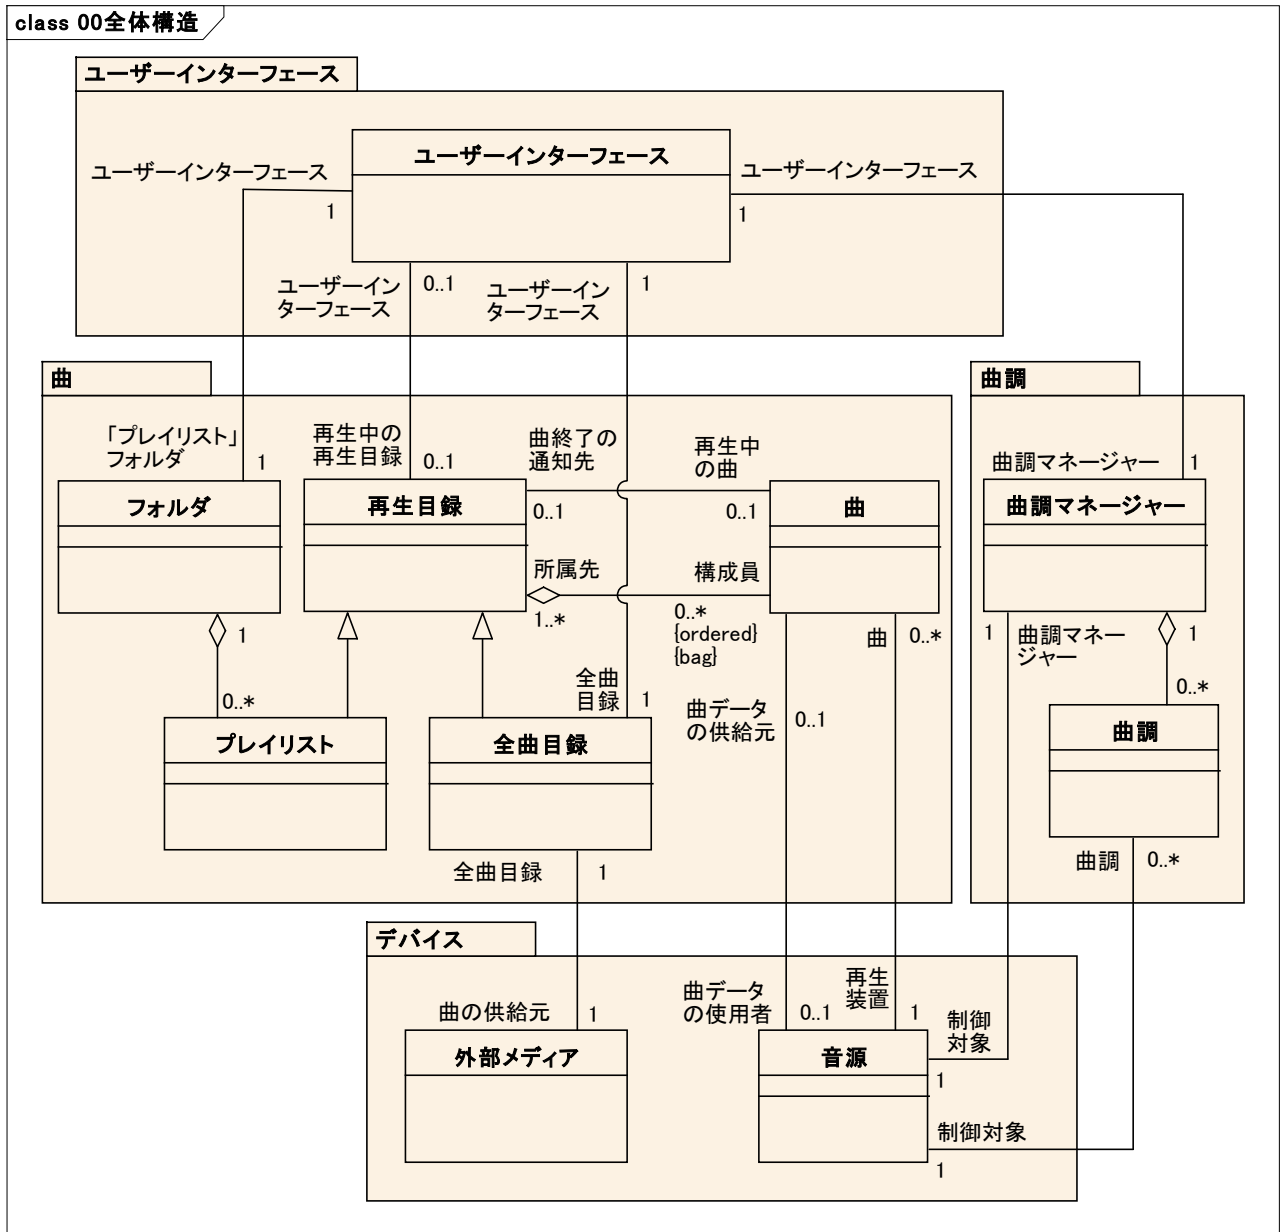 class 00全体構造
ユーザーインターフェース
ユーザーインターフェース
ユーザーインターフェース
1
ユーザーインターフェース
1
ユーザーイン
ターフェース
0..1
ユーザーイン
ターフェース
1
曲
曲調
「プレイリスト」
フォルダ
1
再生中の
再生目録
0..1
曲終了の
通知先
0..1
再生中
の曲
0..1
曲調マネージャー
1
フォルダ
再生目録
曲
曲調マネージャー
所属先
1..*
構成員
0..*
{ordered}
{bag}
曲
0..*
1
曲調マネー
ジャー
1
1
0..*
0..*
全曲
目録
1
曲データ
の供給元
0..1
プレイリスト
全曲目録
曲調
全曲目録
1
曲調
0..*
デバイス
曲の供給元
1
曲データ
の使用者
0..1
再生
装置
1
制御
対象
1
外部メディア
音源
制御対象
1